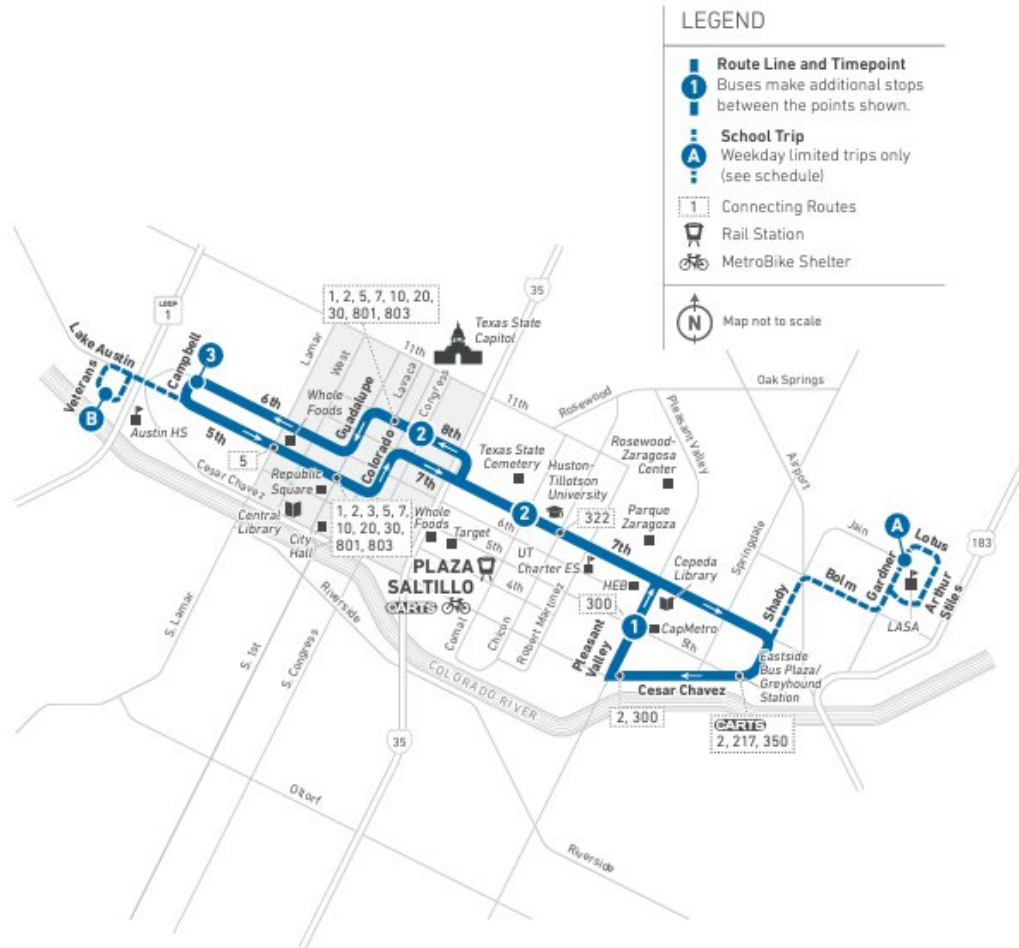 LEGEND
Route Line and Timepoint
1
Buses make additional stops
between the points shown.
School Trip
A
Weekday limited trips only
(see schedule)
1
Connecting Routes
Rail Station
MetroBike Shelter
N
Map not to scale
35
LOOP
1
1, 2, 5, 7, 10, 20,
30, 801, 803
Texas State
Capitol
Lake Austin
Veterans
B
Austin HS
Campbell
3
Lamar
West
Guadalupe
Lavaca
Congress
11th
11th
6th
Whole
Foods
5th
5
Cesar Chavez
Republic
Square
Colorado
2
8th
7th
Central
Library
City
Hall
1, 2, 3, 5, 7,
10, 20, 30,
801, 803
Whole
Foods
Target
PLAZA
SALTILLO
CARTS
Texas State
Cemetery
Huston-
Tillotson
University
2
6th
5th
4th
322
UT
Charter ES
7th
Rosewood
Oak Springs
Pleasant Valley
Rosewood-
Zaragosa
Center
Parque
Zaragoza
Airport
Springdale
Cepeda
Library
HEB
300
1
CapMetro
5th
Pleasant
Valley
Comal
Chicon
Robert Martinez
Shady
Bolm
Jain
A
Lotus
Gardner
Arthur
Stiles
LASA
183
Eastside
Bus Plaza/
Greyhound
Station
Cesar Chavez
2, 300
CARTS
2, 217, 350
Riverside
S. Lamar
S. 1st
S. Congress
COLORADO RIVER
35
Oltorf
Riverside